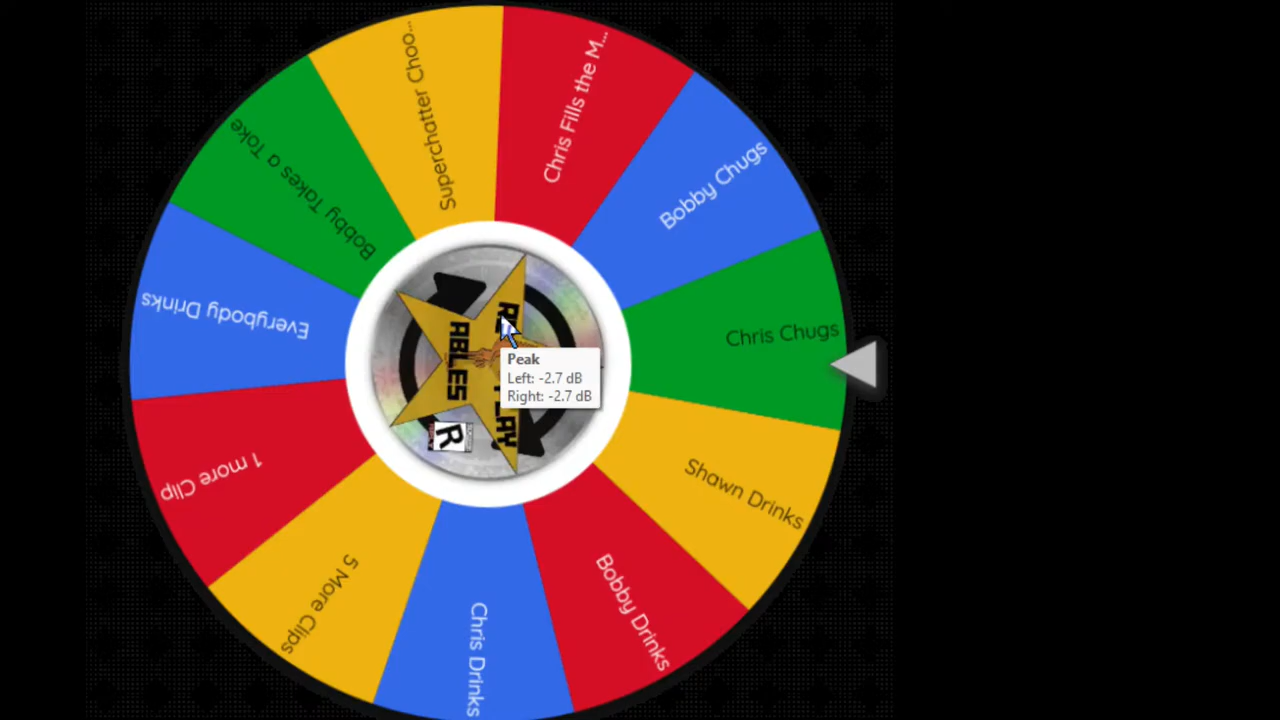 Superchatter Choo...
Chris Fills the M...
Bobby Chugs
Chris Chugs
Shawn Drinks
Bobby Drinks
Chris Drinks
5 More Clips
1 more Clip
Everybody Drinks
Bobby Takes a Toke
ABLES
R
Peak
Left: -2.7 dB
Right: -2.7 dB